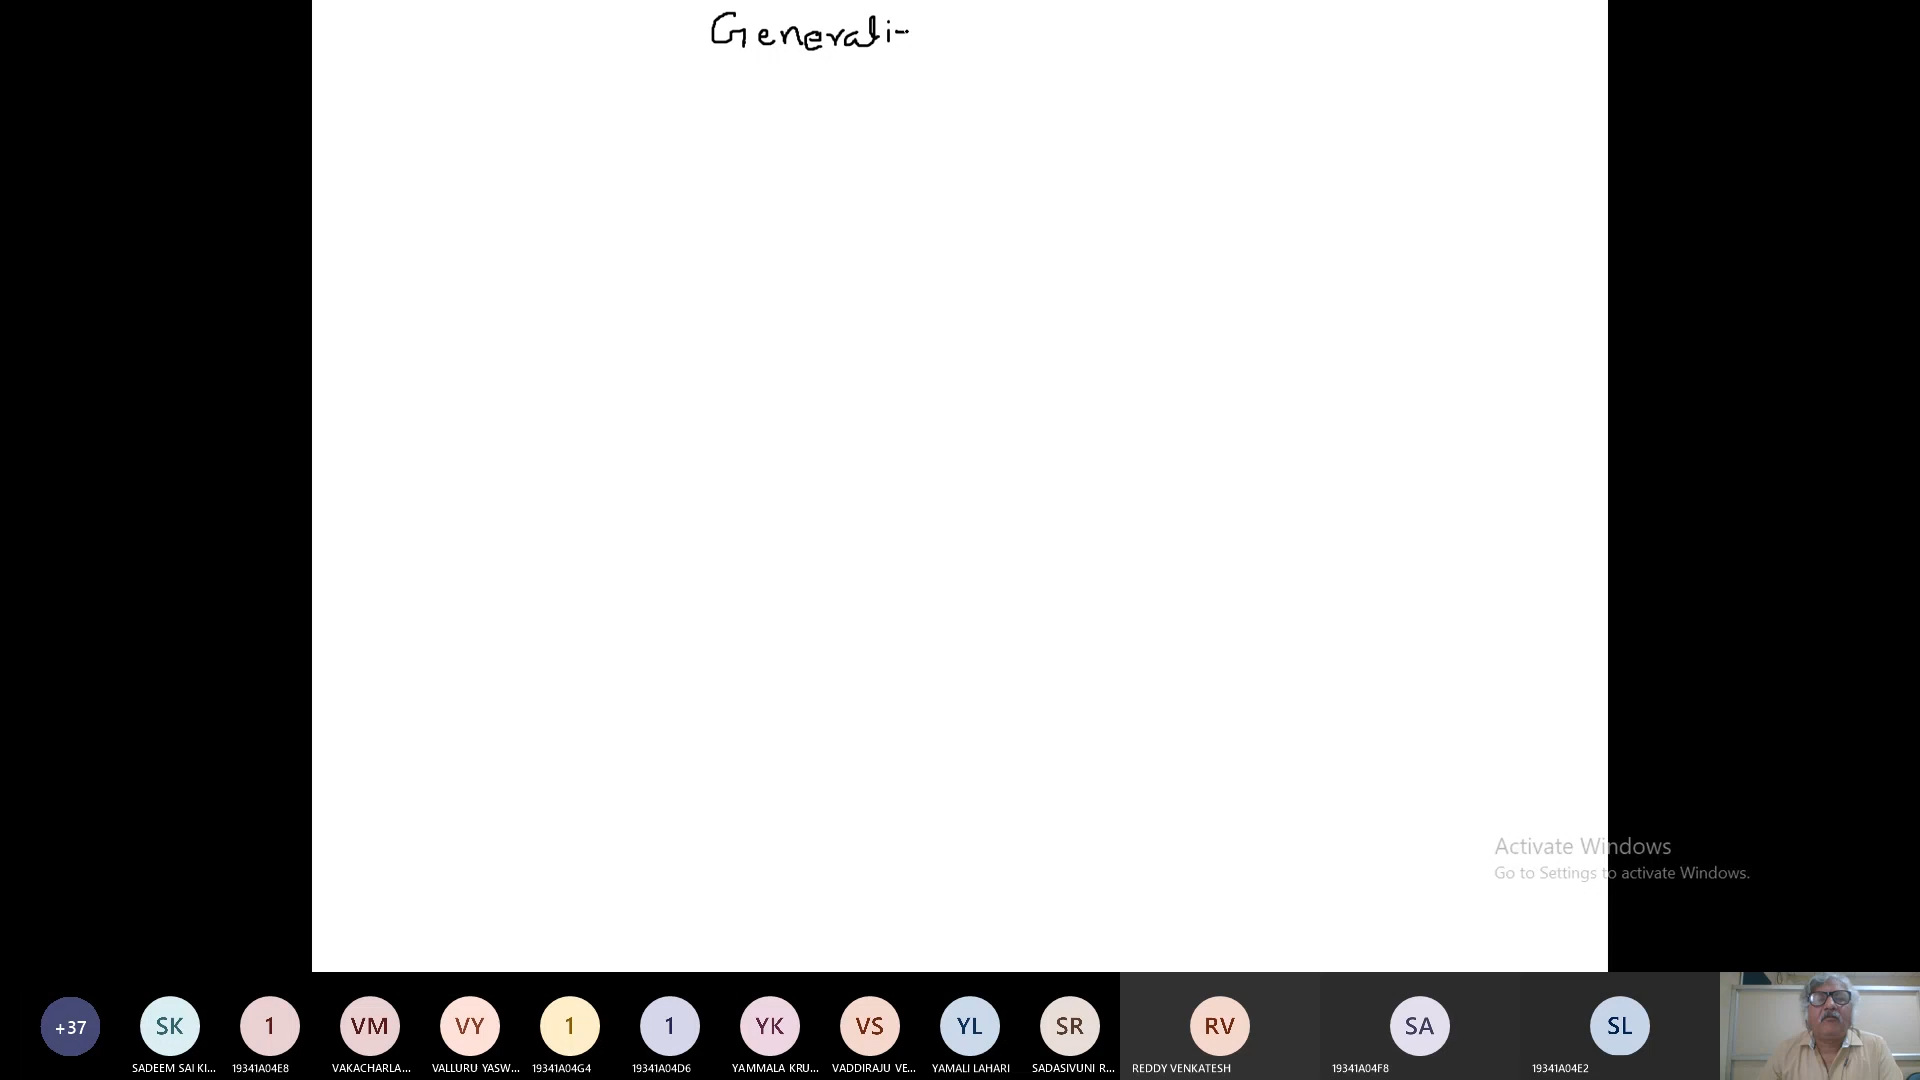 Generali-
Activate Windows
Go to Settings to activate Windows.
+37
SK
1
VM
VY
1
1
YK
VS
YL
SR
RV
SA
SL
SADEEM SAI KI...
19341A04E8
VAKACHARLA...
VALLURU YASW...
19341A04G4
19341A04D6
YAMMALA KRU...
VADDIRAJU VE...
YAMALI LAHARI
SADASIVUNI R...
REDDY VENKATESH
19341A04F8
19341A04E2